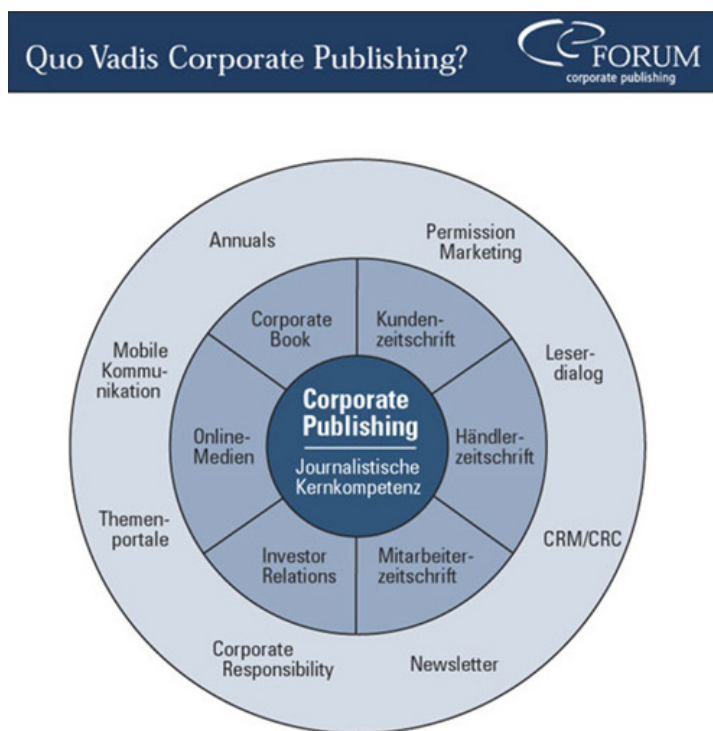 Quo Vadis Corporate Publishing?
FORUM
corporate publishing
Annuals
Permission
Marketing
Corporate
Book
Kunden-
zeitschrift
Mobile
Kommu-
nikation
Leser-
dialog
Corporate
Publishing
Journalistische
Kernkompetenz
Online-
Medien
Händler-
zeitschrift
Themen-
portale
CRM/CRC
Investor
Relations
Mitarbeiter-
zeitschrift
Corporate
Responsibility
Newsletter